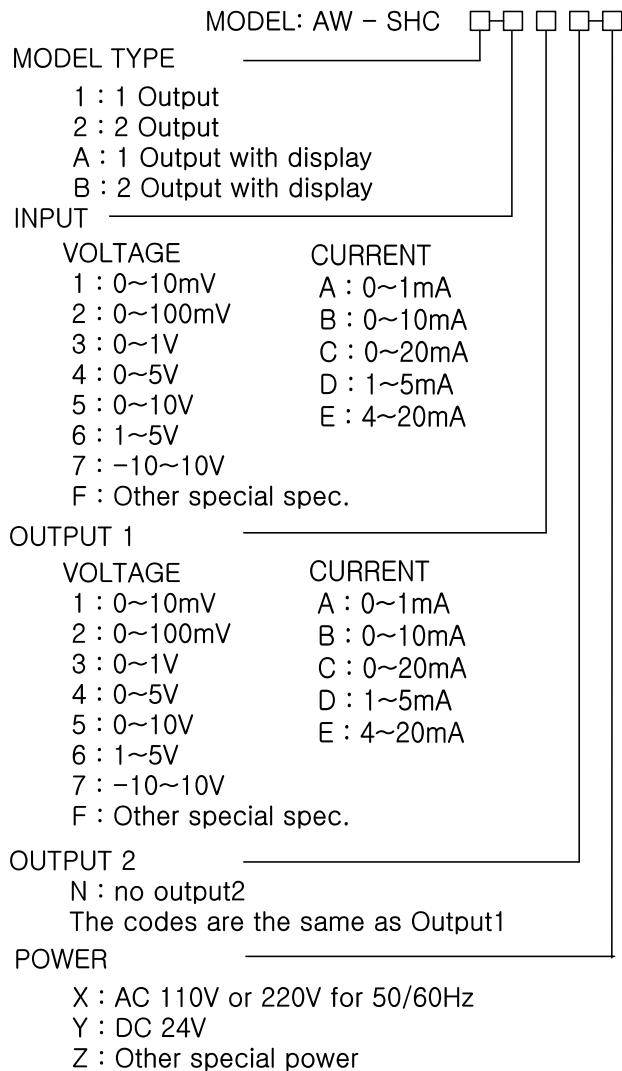 MODEL: AW – SHC □-□ □ □-□
MODEL TYPE
1 : 1 Output
2 : 2 Output
A : 1 Output with display
B : 2 Output with display
INPUT
VOLTAGE
1 : 0~10mV
2 : 0~100mV
3 : 0~1V
4 : 0~5V
5 : 0~10V
6 : 1~5V
7 : –10~10V
F : Other special spec.
CURRENT
A : 0~1mA
B : 0~10mA
C : 0~20mA
D : 1~5mA
E : 4~20mA
OUTPUT 1
VOLTAGE
1 : 0~10mV
2 : 0~100mV
3 : 0~1V
4 : 0~5V
5 : 0~10V
6 : 1~5V
7 : –10~10V
F : Other special spec.
CURRENT
A : 0~1mA
B : 0~10mA
C : 0~20mA
D : 1~5mA
E : 4~20mA
OUTPUT 2
N : no output2
The codes are the same as Output1
POWER
X : AC 110V or 220V for 50/60Hz
Y : DC 24V
Z : Other special power